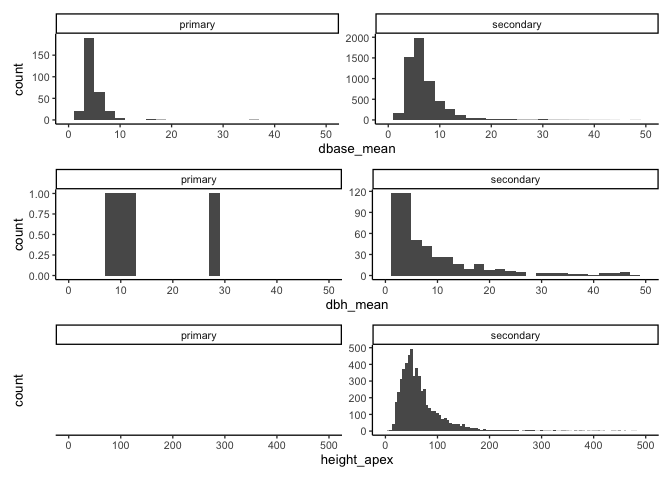 primary
secondary
count
150
100
50
0
2000
1500
1000
500
0
0 10 20 30 40 50
0 10 20 30 40 50
dbase_mean
primary
secondary
count
1.00
0.75
0.50
0.25
0.00
120
90
60
30
0
0 10 20 30 40 50
0 10 20 30 40 50
dbh_mean
primary
secondary
count
500
400
300
200
100
0
0 100 200 300 400 500
0 100 200 300 400 500
height_apex